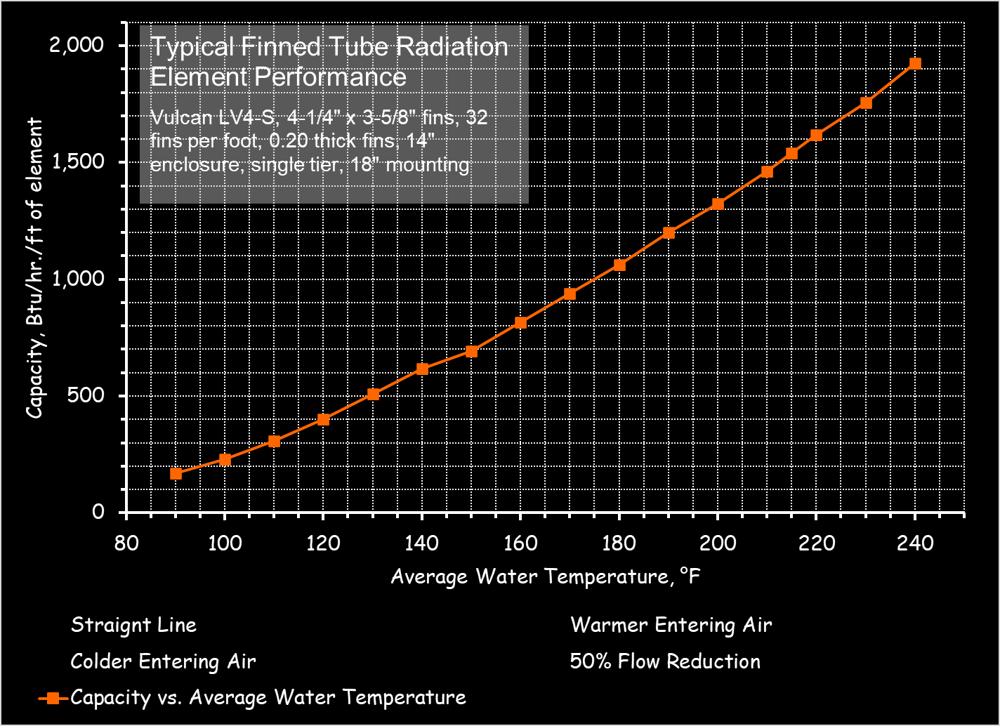 Typical Finned Tube Radiation
Element Performance
Vulcan LV4-S, 4-1/4" x 3-5/8" fins, 32
fins per foot, 0.20 thick fins, 14"
enclosure, single tier, 18" mounting
Capacity, Btu/hr./ft of element
2,000
1,500
1,000
500
0
80 100 120 140 160 180 200 220 240
Average Water Temperature, °F
Straignt Line
Warmer Entering Air
Colder Entering Air
50% Flow Reduction
Capacity vs. Average Water Temperature